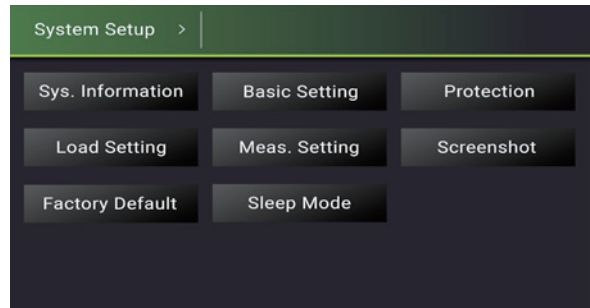 System Setup >
Sys. Information Basic Setting Protection
Load Setting Meas. Setting Screenshot
Factory Default Sleep Mode